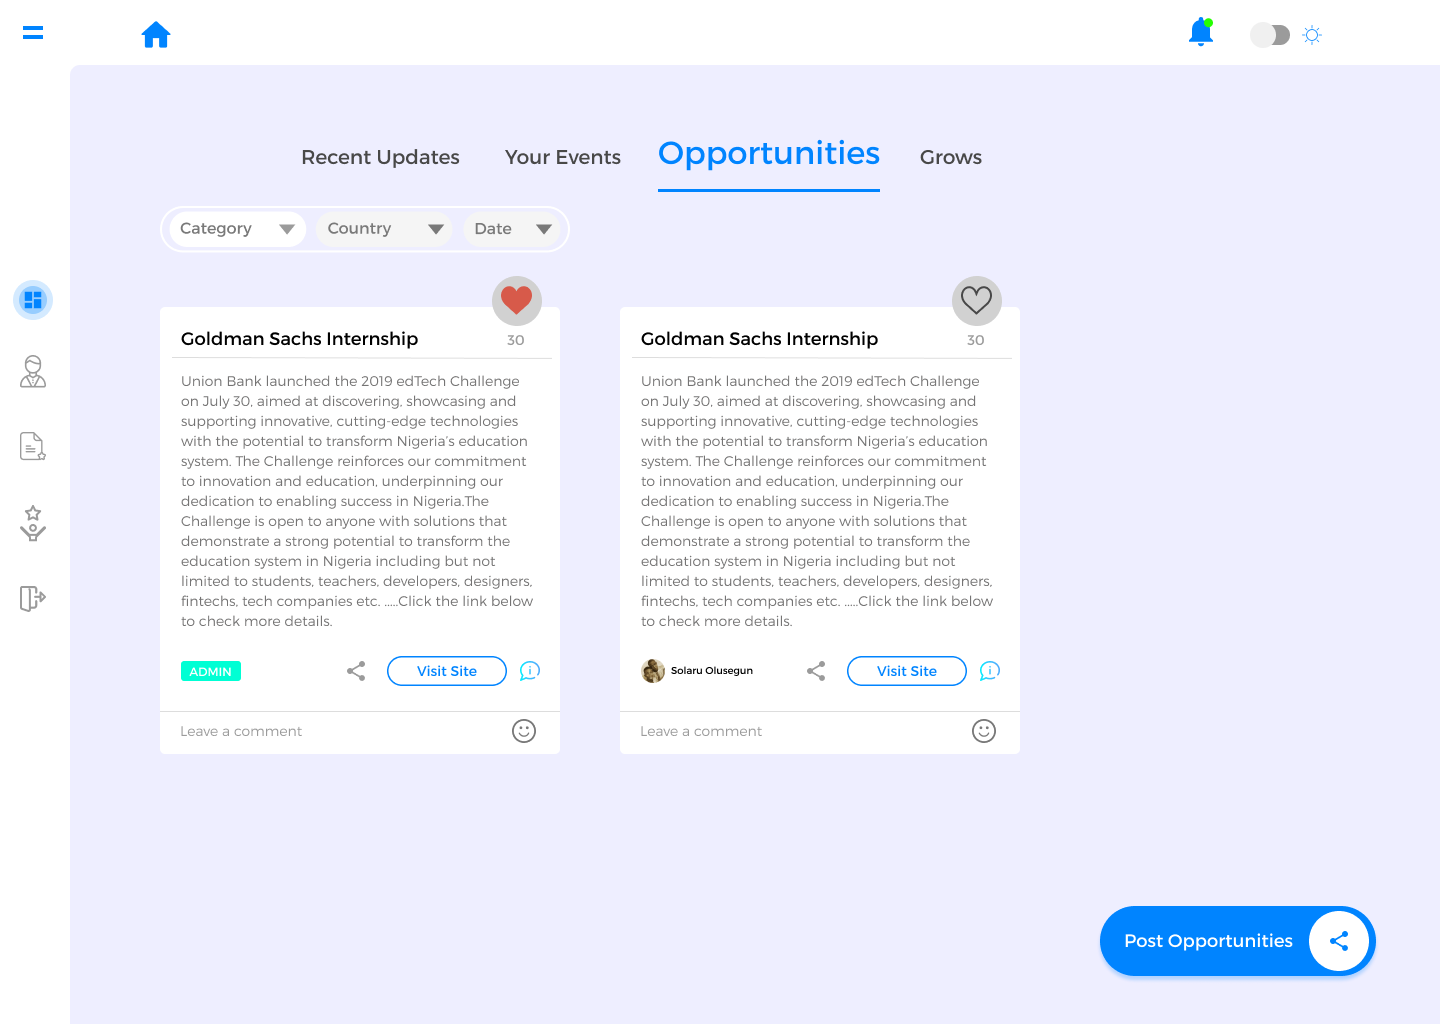 Recent Updates
Your Events
Opportunities
Grows
Category
Country
Date
Goldman Sachs Internship
30
Union Bank launched the 2019 edTech Challenge
on July 30, aimed at discovering, showcasing and
supporting innovative, cutting-edge technologies
with the potential to transform Nigeria's education
system. The Challenge reinforces our commitment
to innovation and education, underpinning our
dedication to enabling success in Nigeria.The
Challenge is open to anyone with solutions that
demonstrate a strong potential to transform the
education system in Nigeria including but not
limited to students, teachers, developers, designers,
fintechs, tech companies etc. .....Click the link below
to check more details.
ADMIN
Visit Site
Leave a comment
Goldman Sachs Internship
30
Union Bank launched the 2019 edTech Challenge
on July 30, aimed at discovering, showcasing and
supporting innovative, cutting-edge technologies
with the potential to transform Nigeria's education
system. The Challenge reinforces our commitment
to innovation and education, underpinning our
dedication to enabling success in Nigeria.The
Challenge is open to anyone with solutions that
demonstrate a strong potential to transform the
education system in Nigeria including but not
limited to students, teachers, developers, designers,
fintechs, tech companies etc. .....Click the link below
to check more details.
Solaru Olusegun
Visit Site
Leave a comment
Post Opportunities